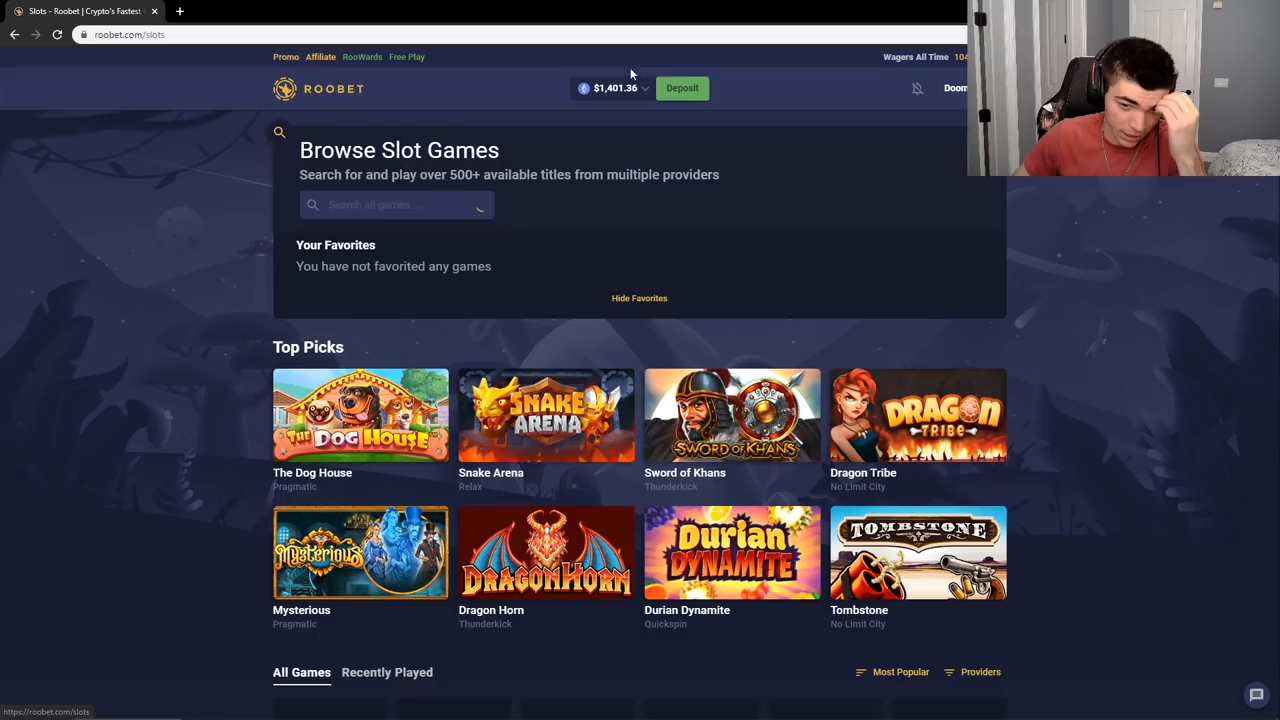 Slots - Roobet | Crypto's Fastest
roobet.com/slots
Promo Affiliate RooWards Free Play
Wagers All Time 104
ROOBET
$1,401.36
Deposit
Doom
Browse Slot Games
Search for and play over 500+ available titles from muiltiple providers
Search all games...
Your Favorites
You have not favorited any games
Hide Favorites
Top Picks
THE DOG HOUSE
SNAKE ARENA
SWORD OF KHANS
DRAGON TRIBE
The Dog House
Snake Arena
Sword of Khans
Dragon Tribe
Pragmatic
Relax
Thunderkick
No Limit City
MYSTERIOUS
DRAGON HORN
Durian DYNAMITE
TOMBSTONE
Mysterious
Dragon Horn
Durian Dynamite
Tombstone
Pragmatic
Thunderkick
Quickspin
No Limit City
All Games Recently Played
Most Popular Providers
https://roobet.com/slots